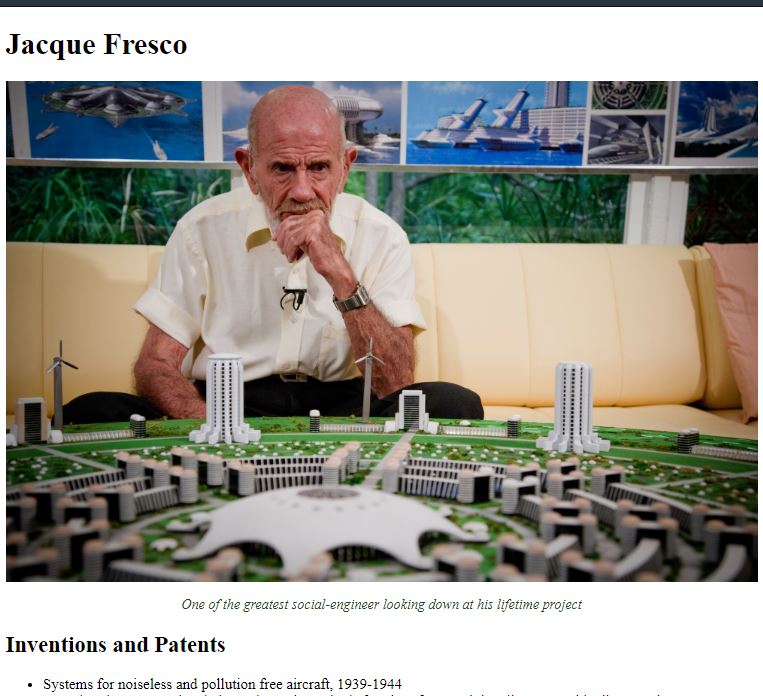 Jacque Fresco
One of the greatest social-engineer looking down at his lifetime project
Inventions and Patents
Systems for noiseless and pollution free aircraft, 1939-1944